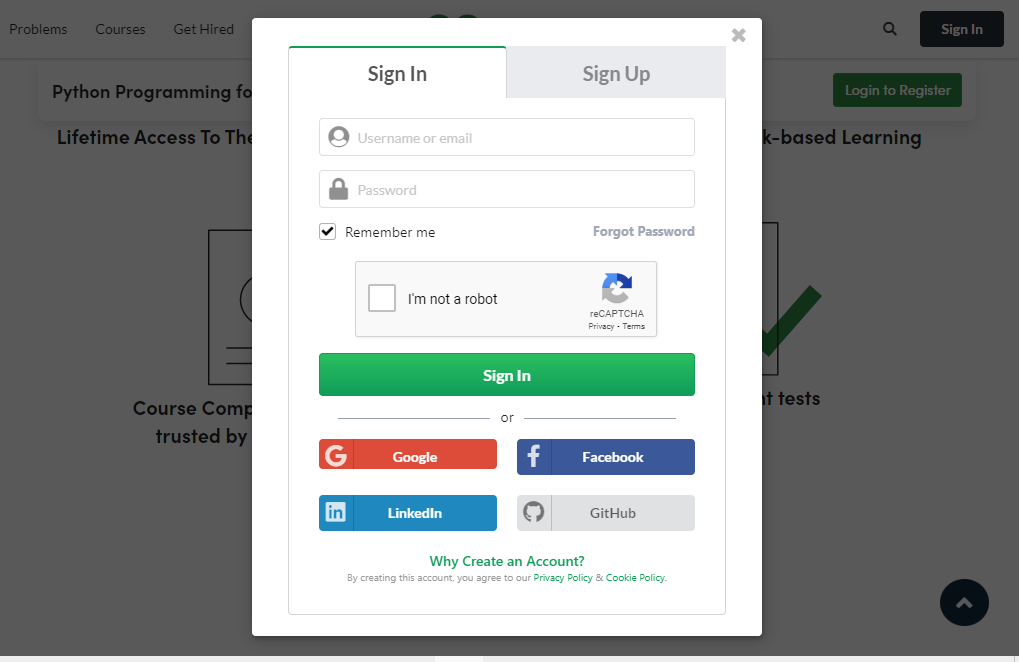 Problems Courses Get Hired Sign In
Python Programming fo Login to Register
Lifetime Access To The k-based Learning
Course Comp t tests
trusted by
Sign In Sign Up
Username or email
Password
Remember me Forgot Password
I'm not a robot
reCAPTCHA
Privacy - Terms
Sign In
or
Google Facebook
LinkedIn GitHub
Why Create an Account?
By creating this account, you agree to our Privacy Policy & Cookie Policy.